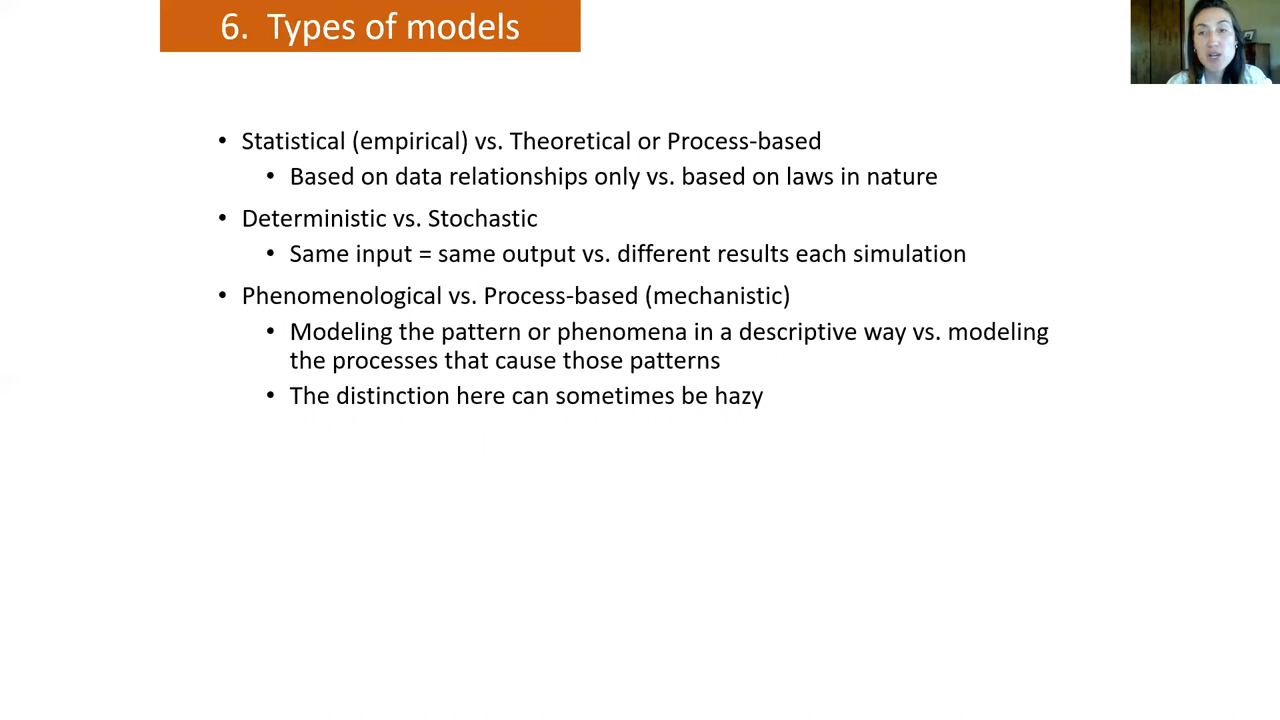 6. Types of models
• Statistical (empirical) vs. Theoretical or Process-based
• Based on data relationships only vs. based on laws in nature
• Deterministic vs. Stochastic
• Same input = same output vs. different results each simulation
• Phenomenological vs. Process-based (mechanistic)
• Modeling the pattern or phenomena in a descriptive way vs. modeling
the processes that cause those patterns
• The distinction here can sometimes be hazy